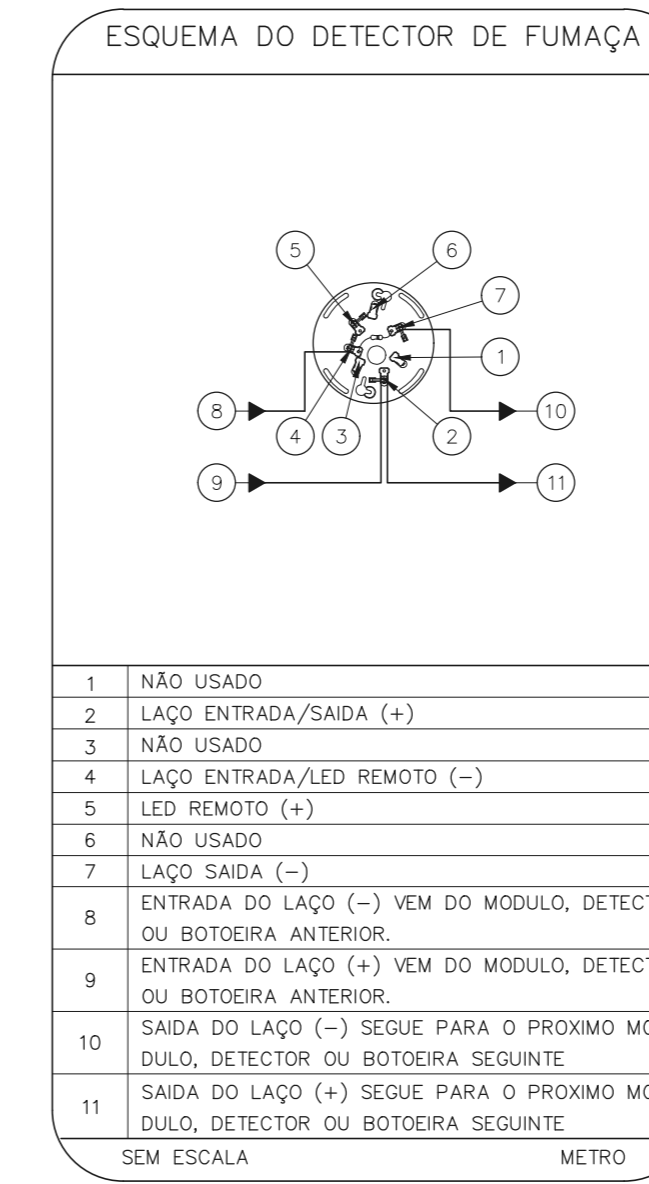 ESQUEMA DO DETECTOR DE FUMAÇA
5
6
7
1
8
10
4
3
2
9
11
1 NÃO USADO
2 LAÇO ENTRADA/SAIDA (+)
3 NÃO USADO
4 LAÇO ENTRADA/LED REMOTO (−)
5 LED REMOTO (+)
6 NÃO USADO
7 LAÇO SAIDA (−)
8 ENTRADA DO LAÇO (−) VEM DO MODULO,
OU BOTOEIRA ANTERIOR.
9 ENTRADA DO LAÇO (+) VEM DO MODULO,
OU BOTOEIRA ANTERIOR.
10 SAIDA DO LAÇO (−) SEGUE PARA O PROXIMO MO
DULO, DETECTOR OU BOTOEIRA SEGUINTE
11 SAIDA DO LAÇO (+) SEGUE PARA O PROXIMO MO
DULO, DETECTOR OU BOTOEIRA SEGUINTE
SEM ESCALA METRO